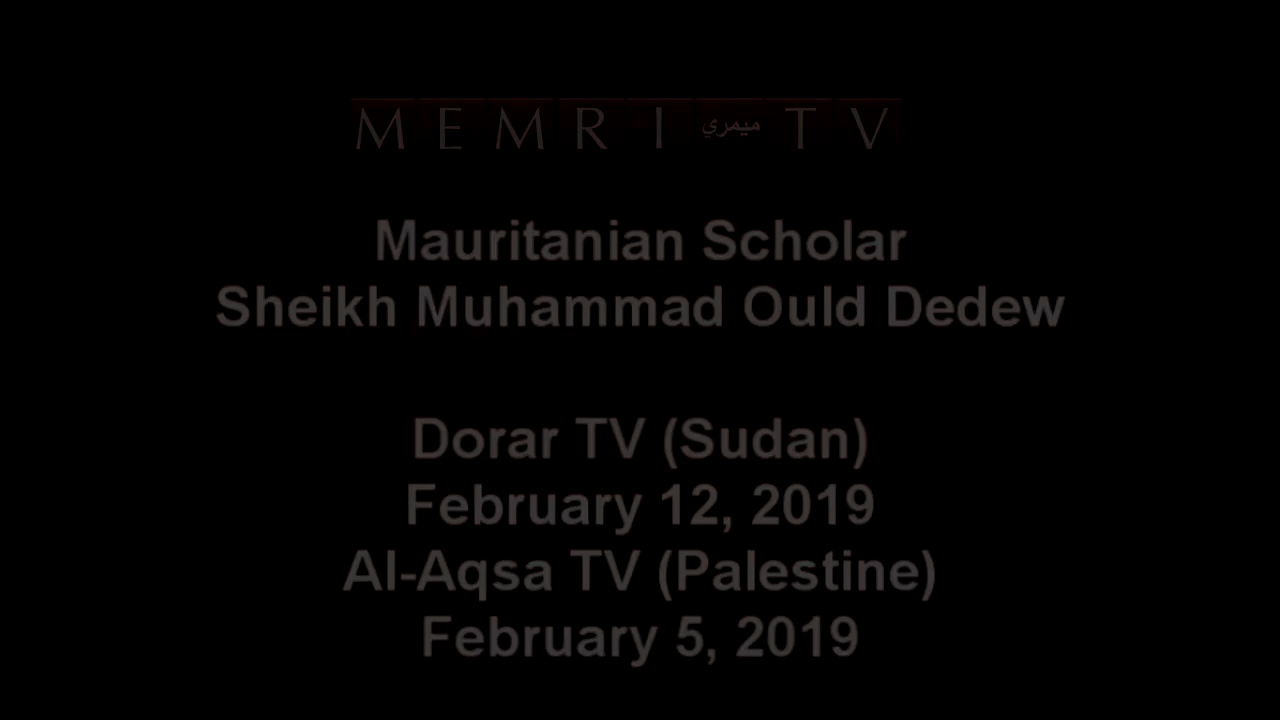 MEMRI ميمري TV
Mauritanian Scholar
Sheikh Muhammad Ould Dedew
Dorar TV (Sudan)
February 12, 2019
Al-Aqsa TV (Palestine)
February 5, 2019